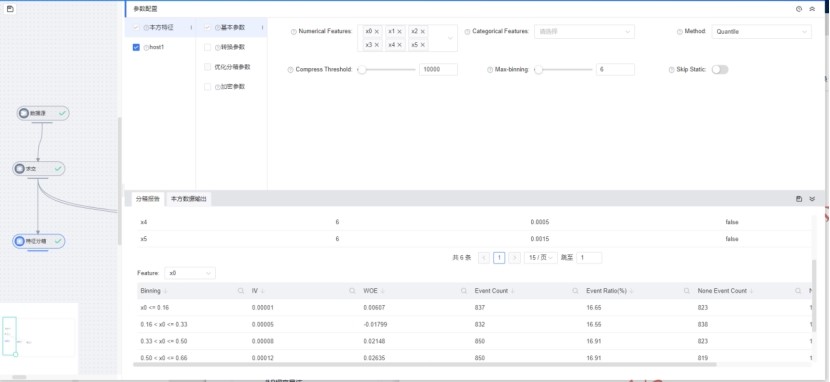 参数配置
本方特征
host1
基本参数
转换参数
优化分箱参数
加密参数
Numerical Features: x0 x1 x2 x3 x4 x5
Categorical Features: 请选择
Method: Quantile
Compress Threshold: 10000
Max-binning: 6
Skip Static:
数据源
求交
特征分箱
分箱报告 本方数据输出
x4 6 0.0005 false
x5 6 0.0015 false
共 6 条 1 15 / 页 跳至 1
Feature: x0
Binning IV WOE Event Count Event Ratio(%) None Event Count N
x0 <= 0.16 0.00001 0.00607 837 16.65 823
0.16 < x0 <= 0.33 0.00005 -0.01799 832 16.55 838
0.33 < x0 <= 0.50 0.00008 0.02148 850 16.91 823
0.50 < x0 <= 0.66 0.00012 0.02635 850 16.91 819